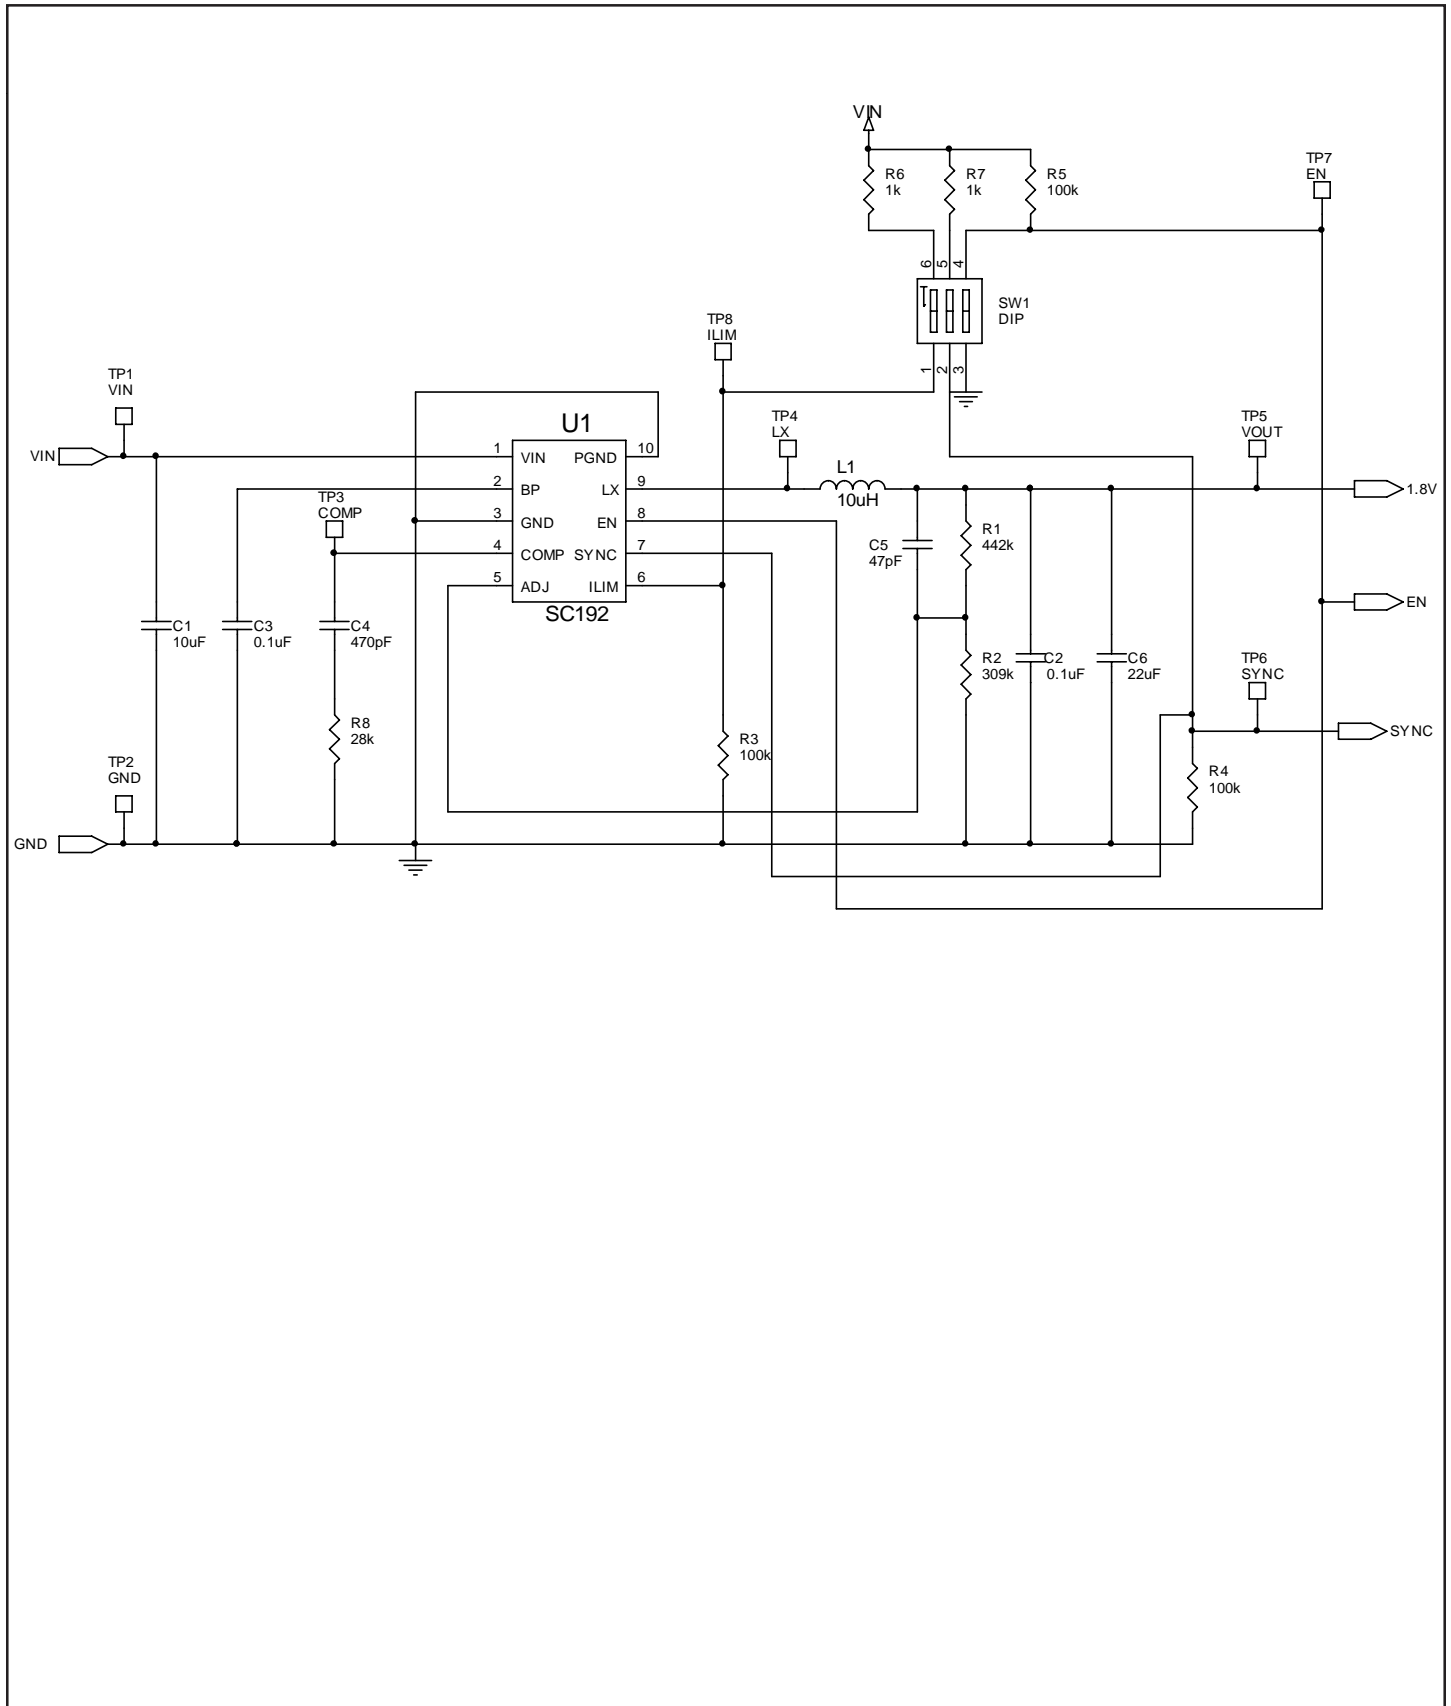 VIN
R6
1k
R7
1k
R5
100k
TP7
EN
6
5
4
SW1
DIP
1
2
3
TP8
ILIM
TP1
VIN
VIN
U1
1
VIN
PGND
10
2
BP
LX
9
3
GND
EN
8
4
COMP
SYNC
7
5
ADJ
ILIM
6
SC192
TP3
COMP
TP4
LX
L1
10uH
TP5
VOUT
1.8V
C5
47pF
R1
442k
EN
C1
10uF
C3
0.1uF
C4
470pF
R2
309k
C2
0.1uF
C6
22uF
TP6
SYNC
SYNC
R8
28k
R3
100k
R4
100k
TP2
GND
GND